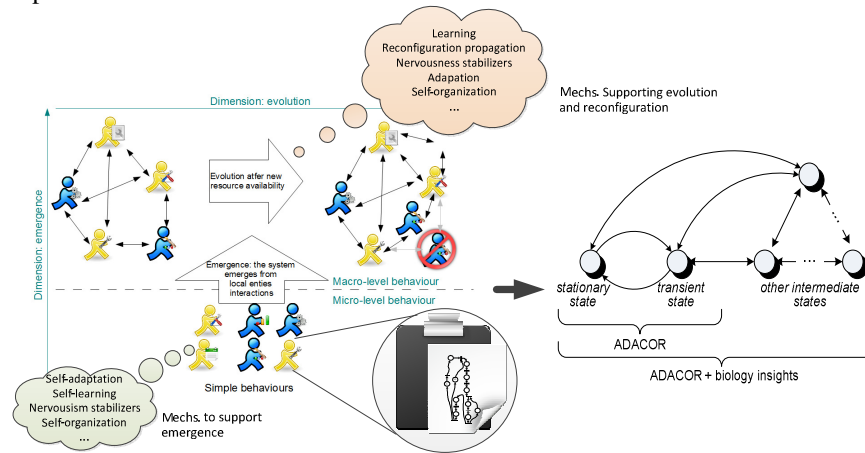 Learning
Reconfiguration propagation
Nervousness stabilizers
Adapation
Self-organization
...
Mechs. Supporting evolution
and reconfiguration
Dimension: evolution
Dimension: emergence
Evolution atfer new
resource availability
Emergence: the system
emerges from
local enties
interactions
Macro-level behaviour
Micro-level behaviour
Simple behaviours
Self-adaptation
Self-learning
Nervousism stabilizers
Self-organization
...
Mechs. to support
emergence
...
...
stationary
state
transient
state
other intermediate
states
ADACOR
ADACOR + biology insights